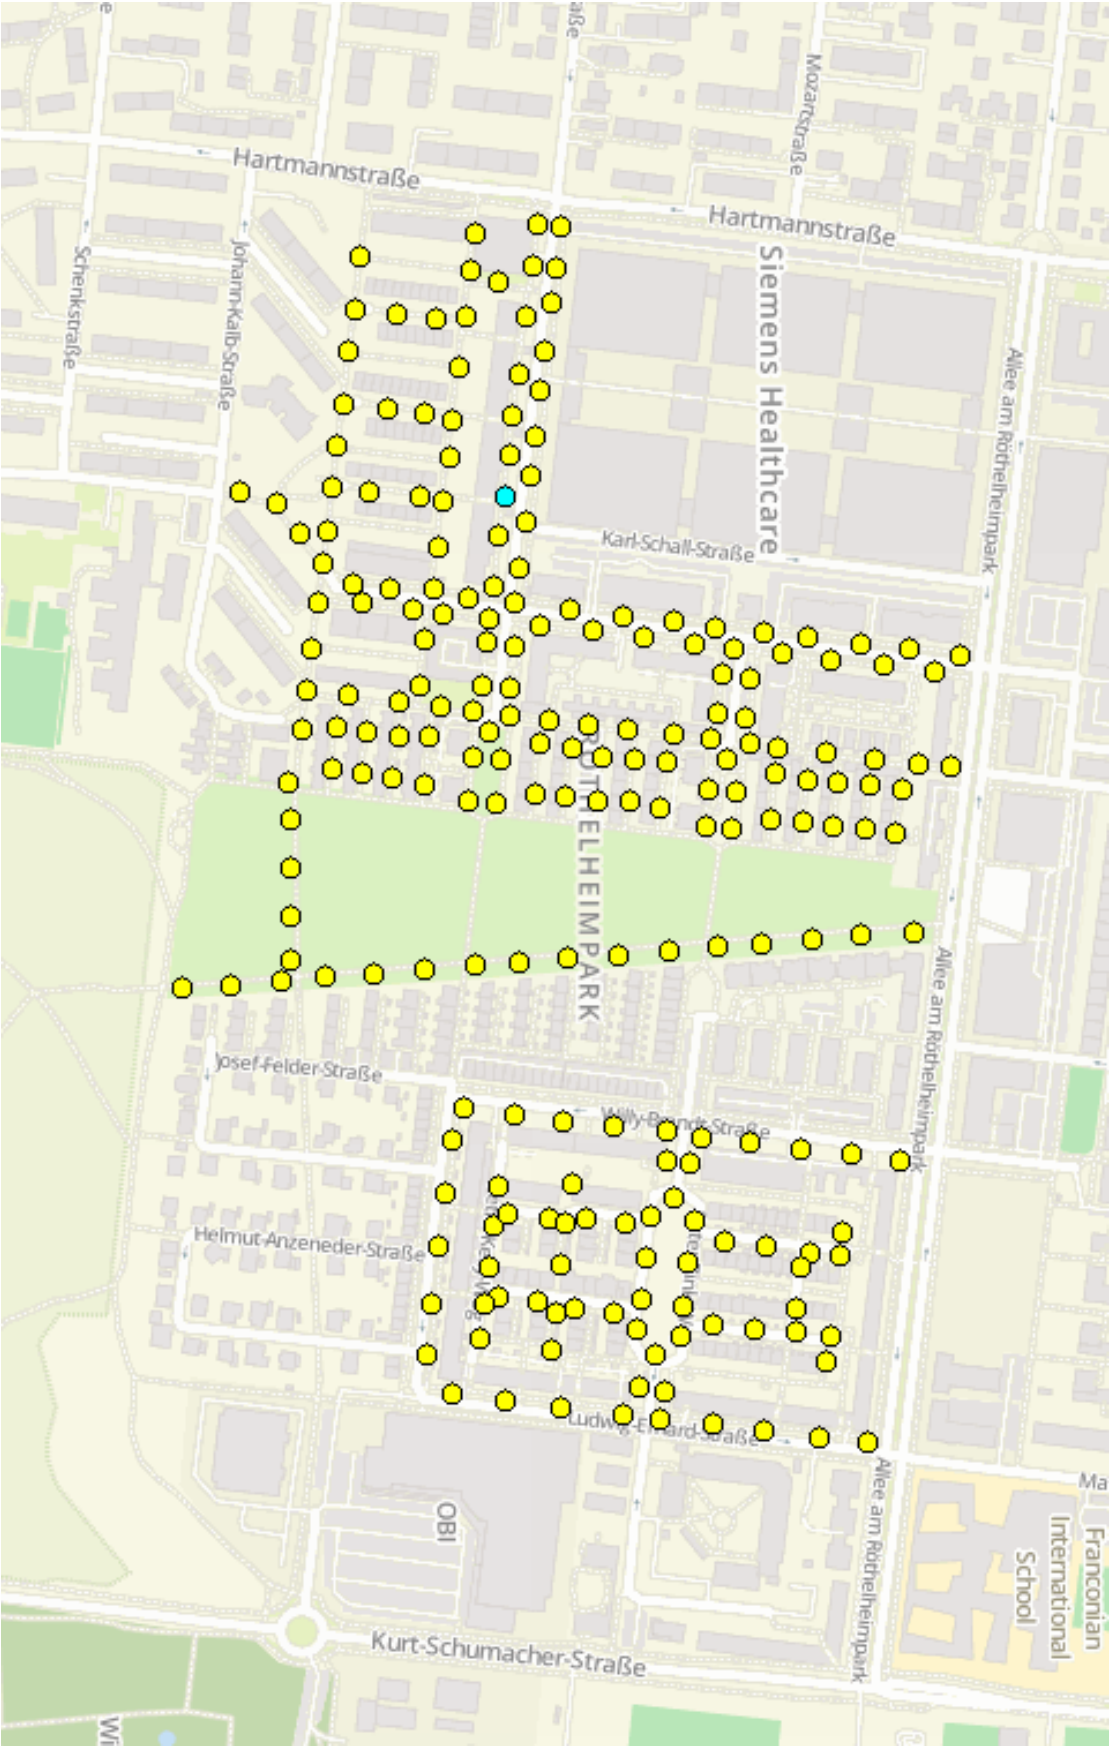 Mozartstraße
Hartmannstraße
Hartmannstraße
Schenkstraße
Johann-Kalb-Straße
Siemens Healthcare
Allee am Röthelheimpark
Karl-Schall-Straße
RÖTHELHEIMPARK
Allee am Röthelheimpark
Josef-Felder-Straße
Willy-Brandt-Straße
Helmut-Anzeneder-Straße
Ludwig-Erhard-Straße
Ma
Allee am Röthelheimpark
OBI
Franconian
International
School
Kurt-Schumacher-Straße
Wi